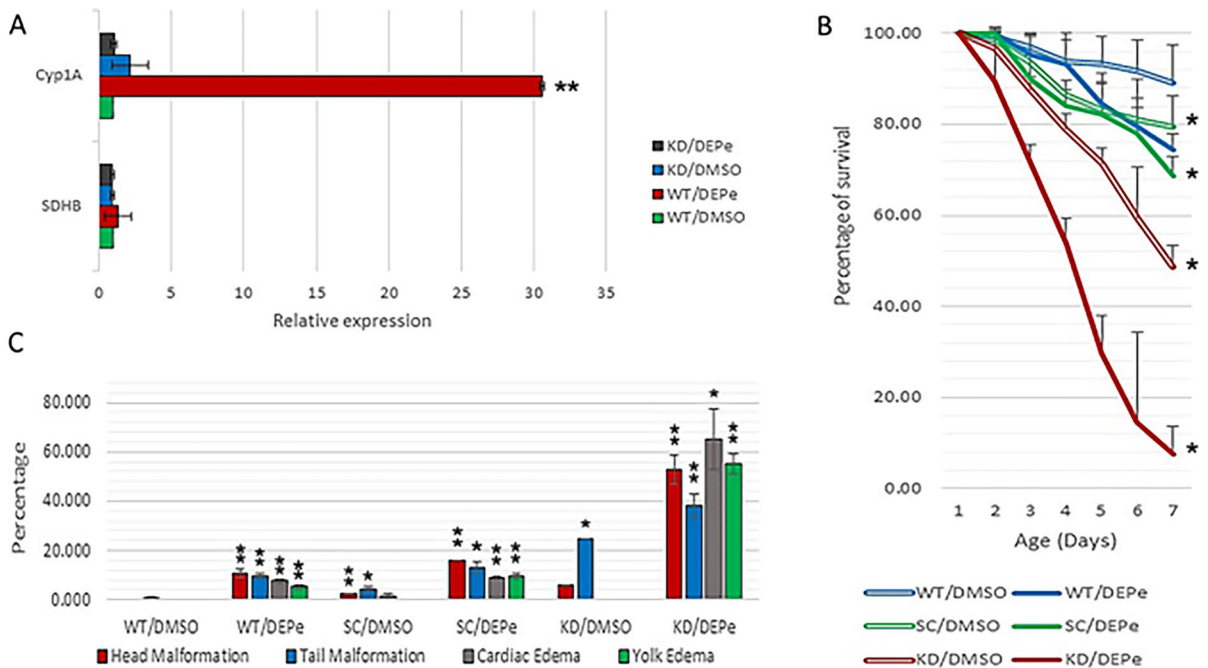 A
Cyp1A
**
SDHB
KD/DEPe
KD/DMSO
WT/DEPe
WT/DMSO
0 5 10 15 20 25 30 35
Relative expression
B
Percentage of survival
100.00
80.00
60.00
40.00
20.00
0.00
*
*
*
*
1 2 3 4 5 6 7
Age (Days)
WT/DMSO WT/DEPe
SC/DMSO SC/DEPe
KD/DMSO KD/DEPe
C
Percentage
80.000
60.000
40.000
20.000
0.000
** ** ** **
** *
** * ** **
*
** ** * **
WT/DMSO WT/DEPe SC/DMSO SC/DEPe KD/DMSO KD/DEPe
Head Malformation Tail Malformation Cardiac Edema Yolk Edema